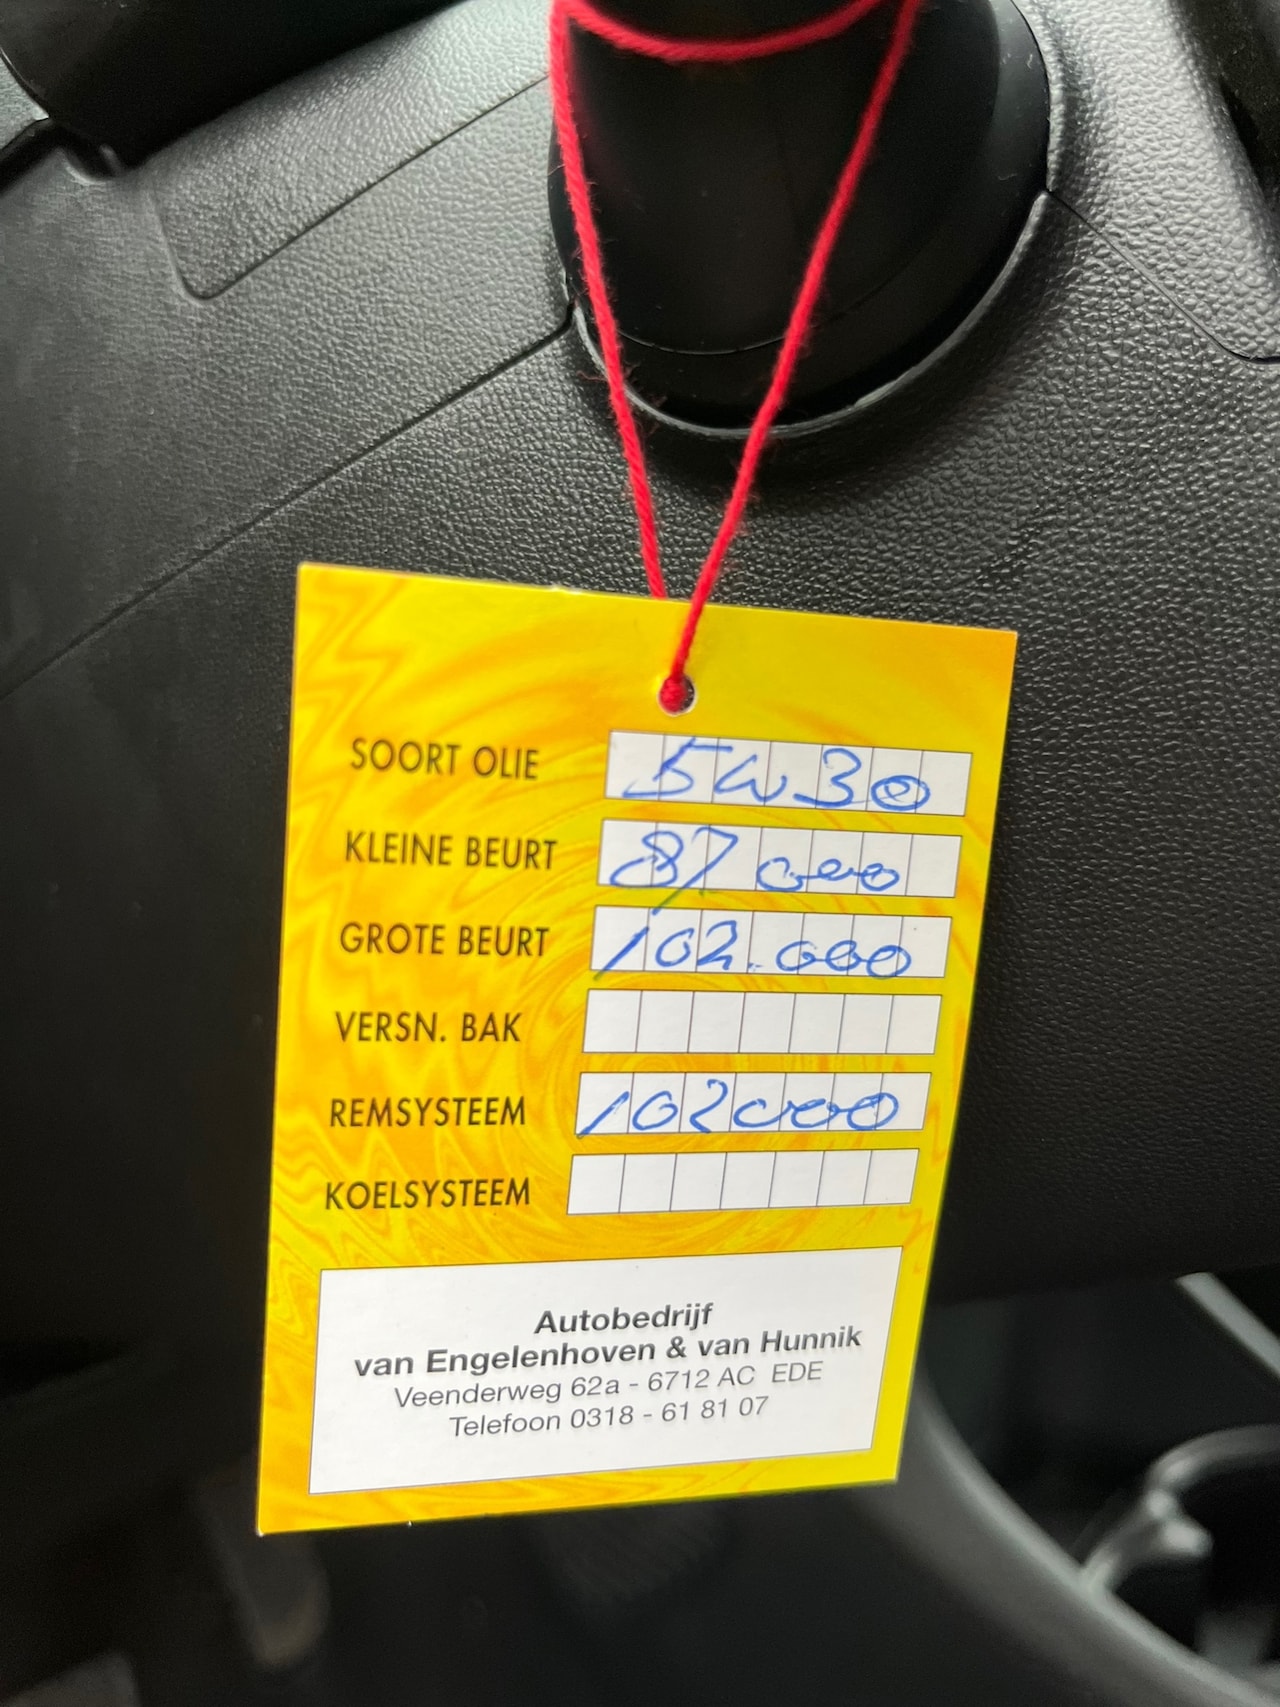 SOORT OLIE 5W30
KLEINE BEURT 87.000
GROTE BEURT 102.000
VERSN. BAK
REMSYSTEEM 102000
KOELSYSTEEM
Autobedrijf
van Engelenhoven & van Hunnik
Veenderweg 62a - 6712 AC EDE
Telefoon 0318 - 61 81 07